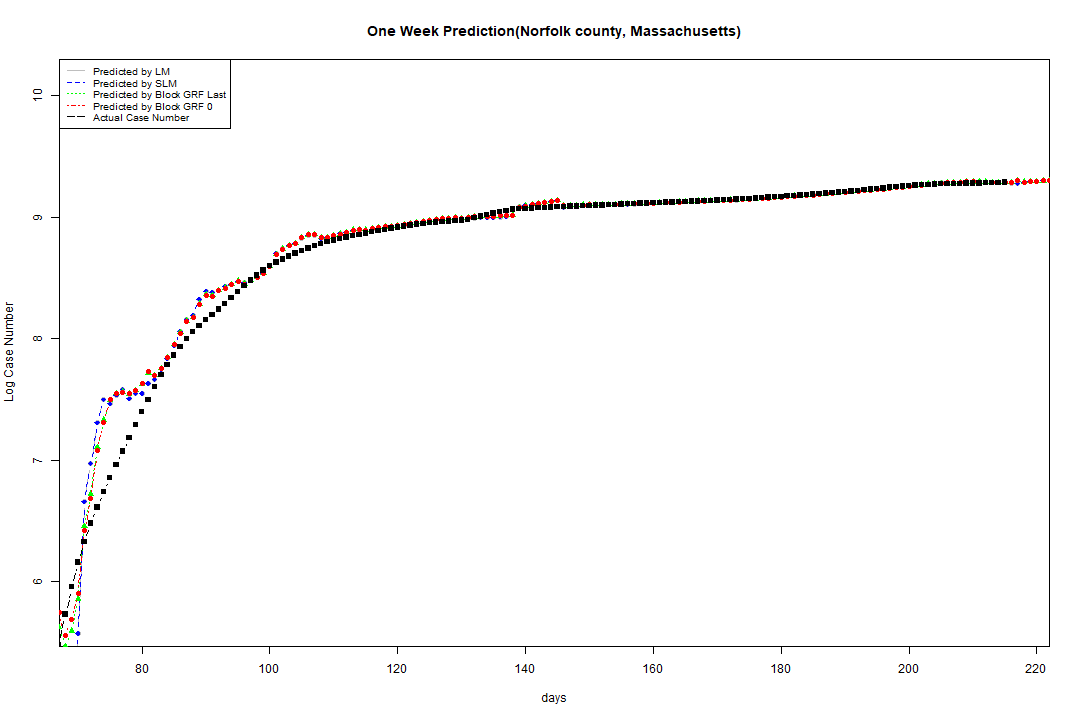 One Week Prediction(Norfolk county, Massachusetts)
Predicted by LM
Predicted by SLM
Predicted by Block GRF Last
Predicted by Block GRF 0
Actual Case Number
10
9
8
7
6
Log Case Number
80 100 120 140 160 180 200 220
days